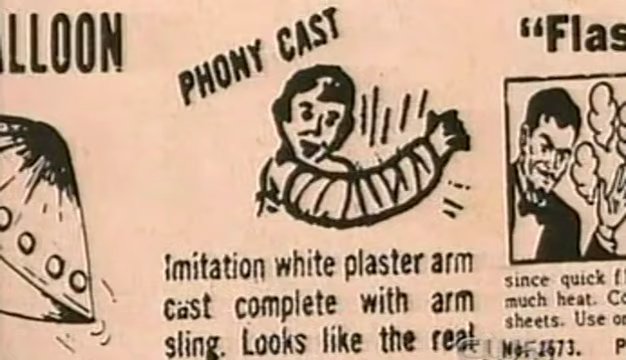 ALLOON
PHONY CAST
"Flas
Imitation white plaster arm
cast complete with arm
sling. Looks like the real
since quick f
much heat. Co
sheets. Use o
No. 2673. P